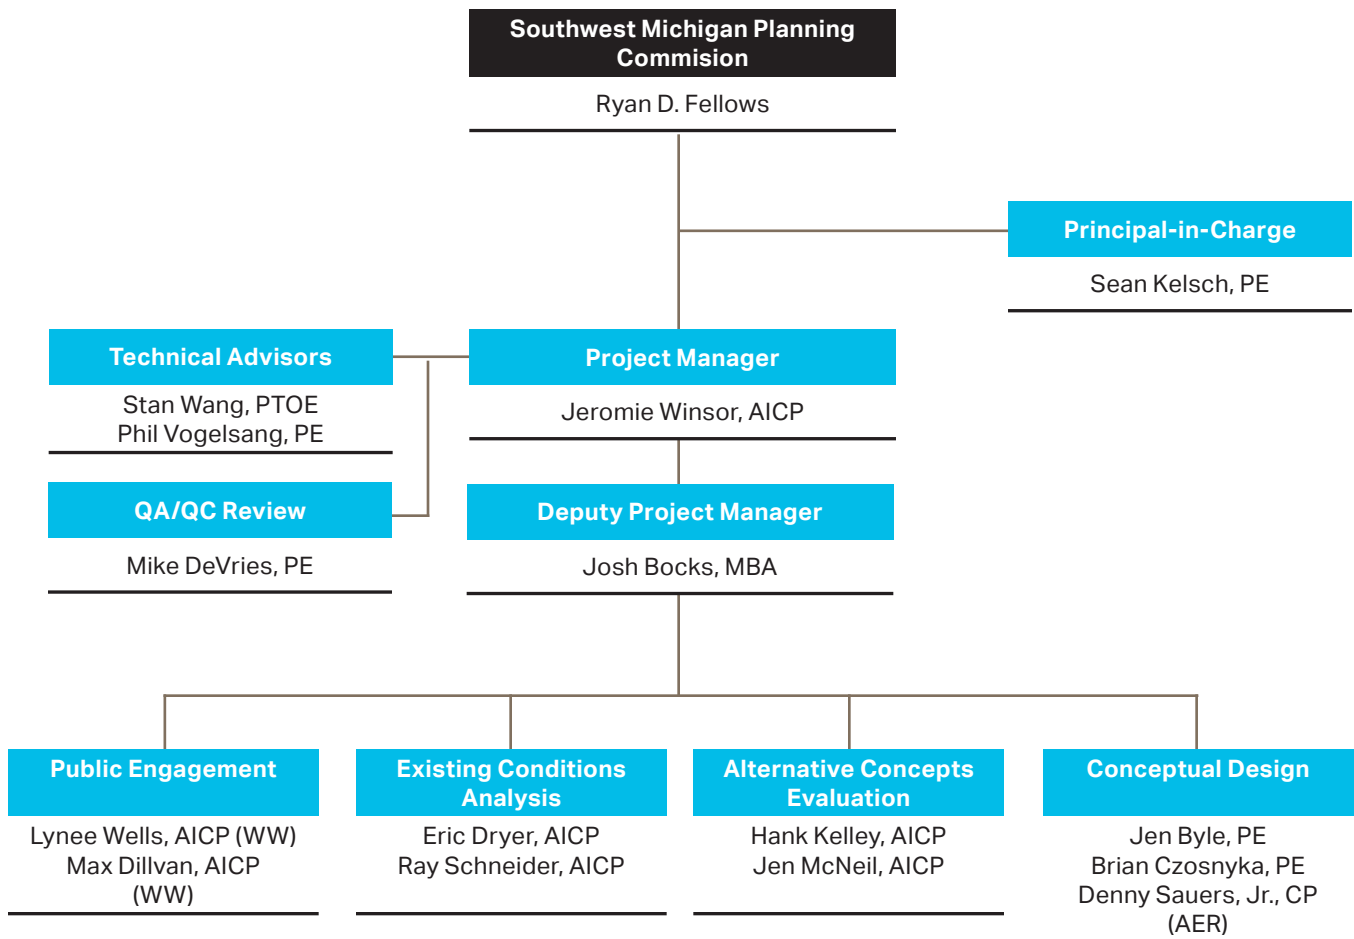 Southwest Michigan Planning
Commision
Ryan D. Fellows
Principal-in-Charge
Sean Kelsch, PE
Technical Advisors
Stan Wang, PTOE
Phil Vogelsang, PE
Project Manager
Jeromie Winsor, AICP
QA/QC Review
Mike DeVries, PE
Deputy Project Manager
Josh Bocks, MBA
Public Engagement
Lynee Wells, AICP (WW)
Max Dillvan, AICP
(WW)
Existing Conditions
Analysis
Eric Dryer, AICP
Ray Schneider, AICP
Alternative Concepts
Evaluation
Hank Kelley, AICP
Jen McNeil, AICP
Conceptual Design
Jen Byle, PE
Brian Czosnyka, PE
Denny Sauers, Jr., CP
(AER)